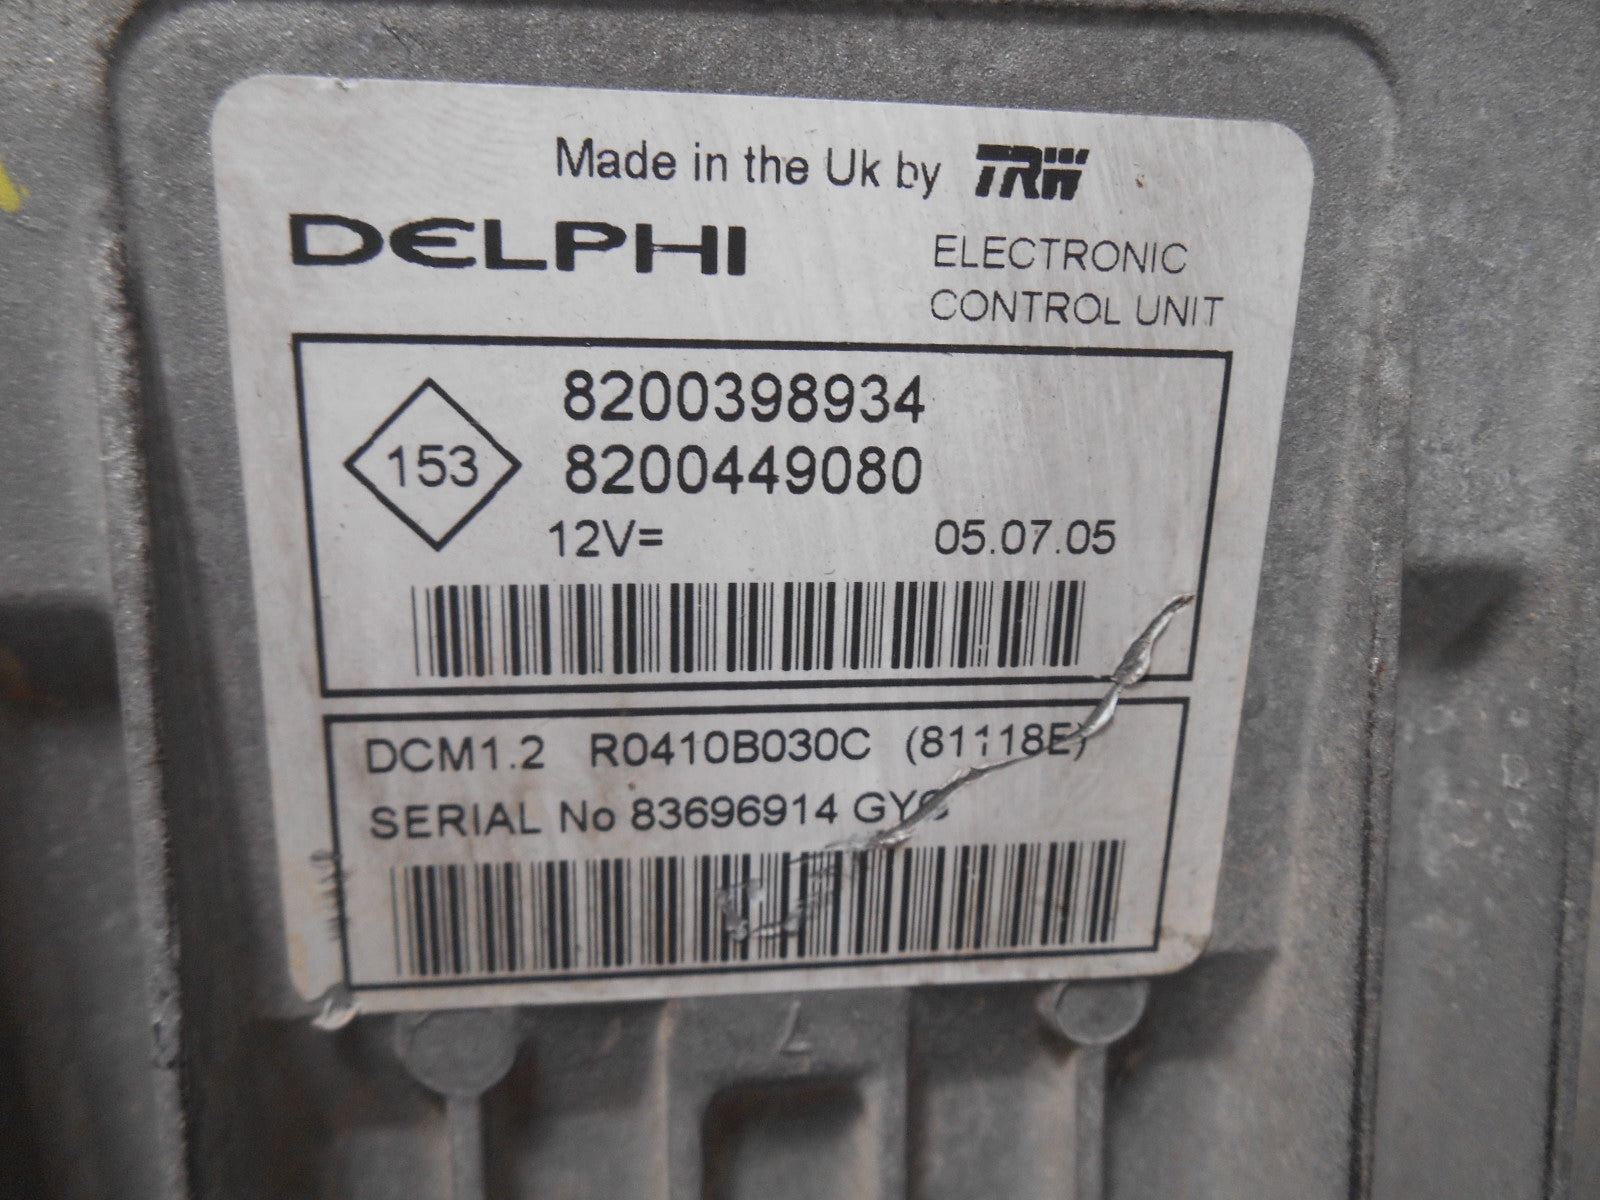 Made in the Uk by TRW
DELPHI
ELECTRONIC
CONTROL UNIT
153
8200398934
8200449080
12V=
05.07.05
DCM1.2 R0410B030C (81118E)
SERIAL No 83696914